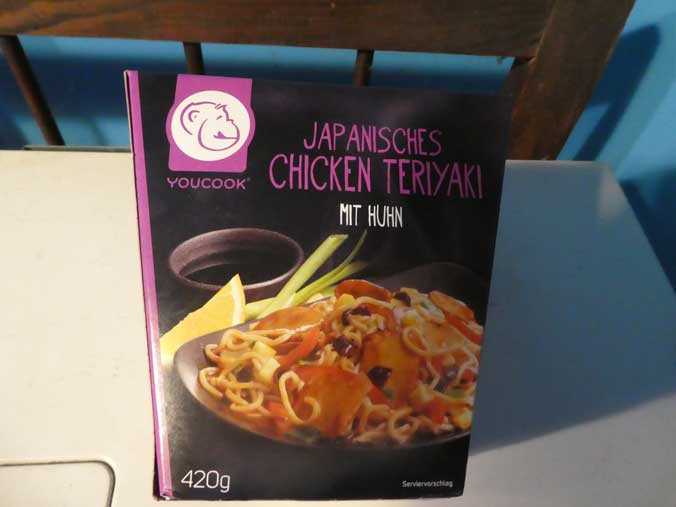 YOUCOOK®
JAPANISCHES
CHICKEN TERIYAKI
MIT HUHN
420g
Serviervorschlag